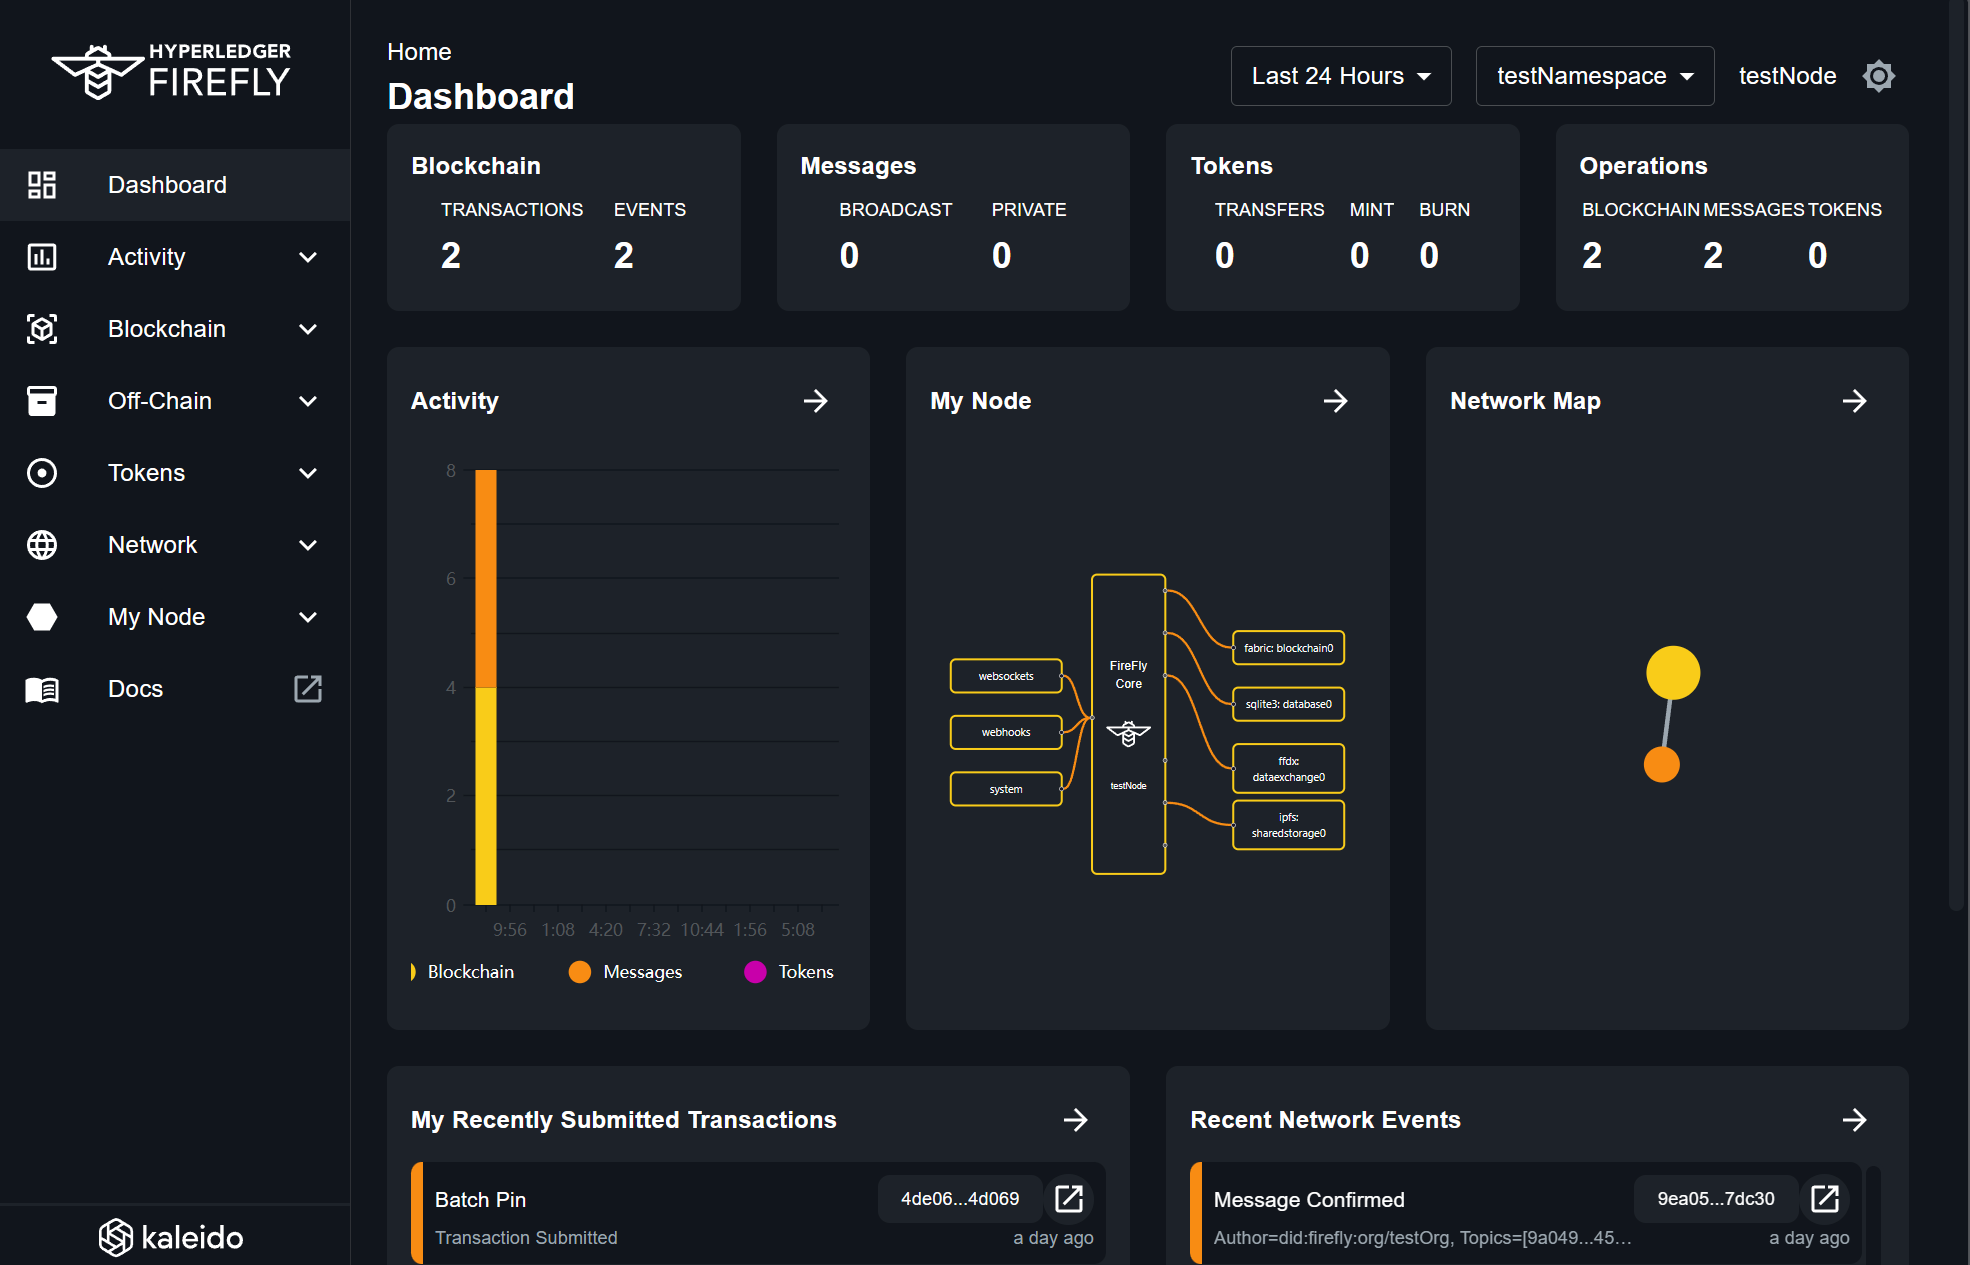 HYPERLEDGER
FIREFLY
Dashboard
Activity
Blockchain
Off-Chain
Tokens
Network
My Node
Docs
kaleido
Home
Dashboard
Last 24 Hours
testNamespace
testNode
Blockchain
TRANSACTIONS EVENTS
2 2
Messages
BROADCAST PRIVATE
0 0
Tokens
TRANSFERS MINT BURN
0 0 0
Operations
BLOCKCHAIN MESSAGES TOKENS
2 2 0
Activity
8
6
4
2
0
9:56 1:08 4:20 7:32 10:44 1:56 5:08
Blockchain Messages Tokens
My Node
websockets
webhooks
system
FireFly
Core
testNode
fabric: blockchain0
sqlite3: database0
ffdx:
dataexchange0
ipfs:
sharedstorage0
Network Map
My Recently Submitted Transactions
Batch Pin 4de06...4d069
Transaction Submitted a day ago
Recent Network Events
Message Confirmed 9ea05...7dc30
Author=did:firefly:org/testOrg, Topics=[9a049...45... a day ago